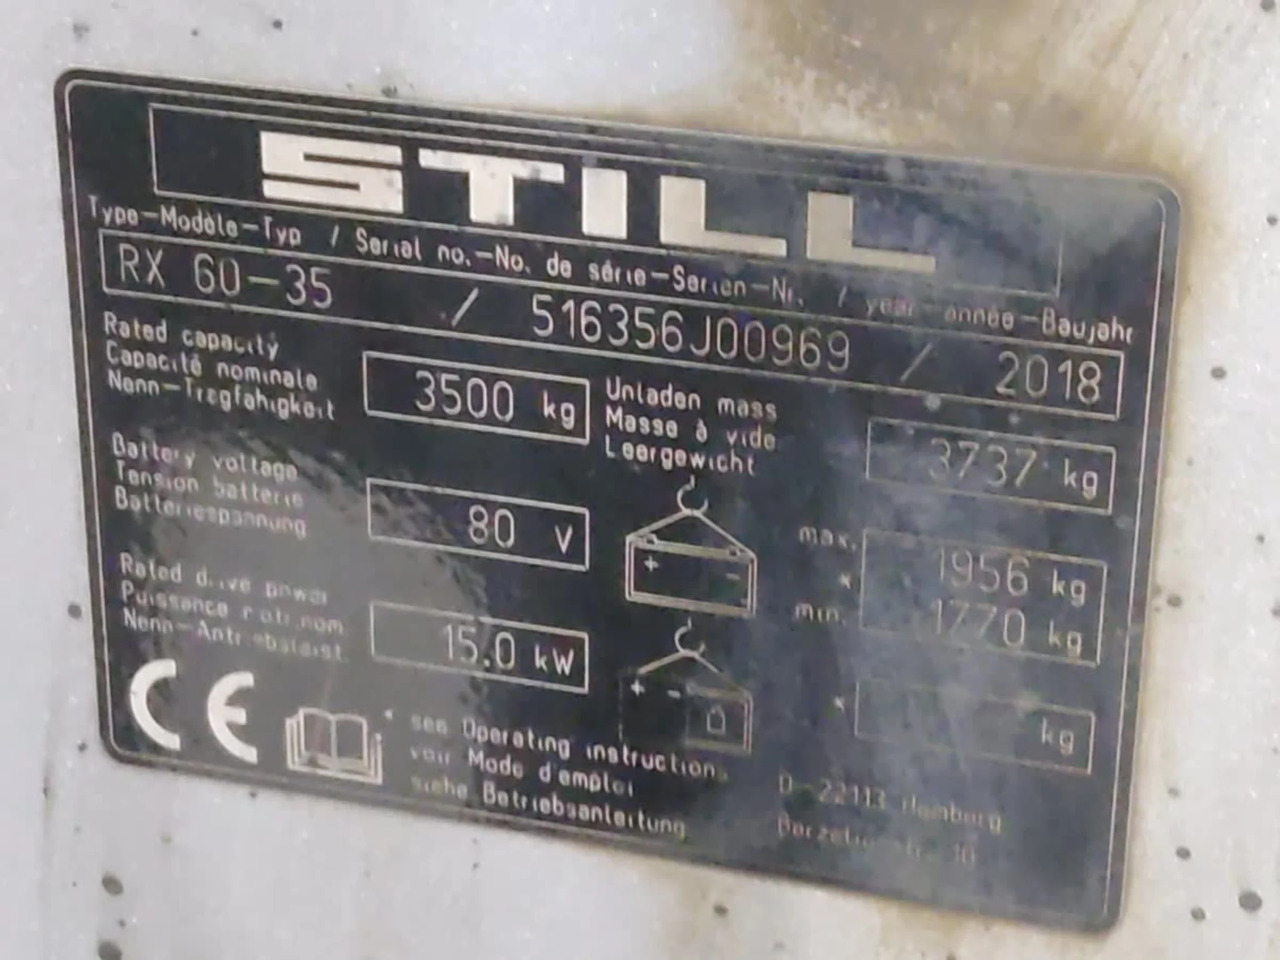 STILL
Type-Modèle-Typ / Serial no.-No. de série-Serien-Nr. / year-année-Baujahr
RX 60-35 / 516356J00969 / 2018
Rated capacity
Capacité nominale
Nenn-Tragfähigkeit
3500 kg
Unladen mass
Masse à vide
Leergewicht
3737 kg
Battery voltage
Tension batterie
Batteriespannung
80 V
+ -
max. 1956 kg
*
min. 1770 kg
Rated drive power
Puissance
15.0 kW
+ -
* kg
CE
* see Operating instructions
voir Mode d'emploi
siehe Betriebsanleitung
D-22113 Hamburg
10